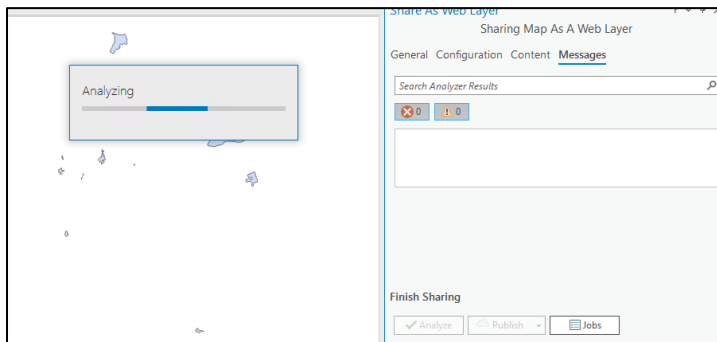 Share As Web Layer
Sharing Map As A Web Layer
General Configuration Content Messages
Analyzing
Search Analyzer Results
0 0
Finish Sharing
Analyze Publish Jobs